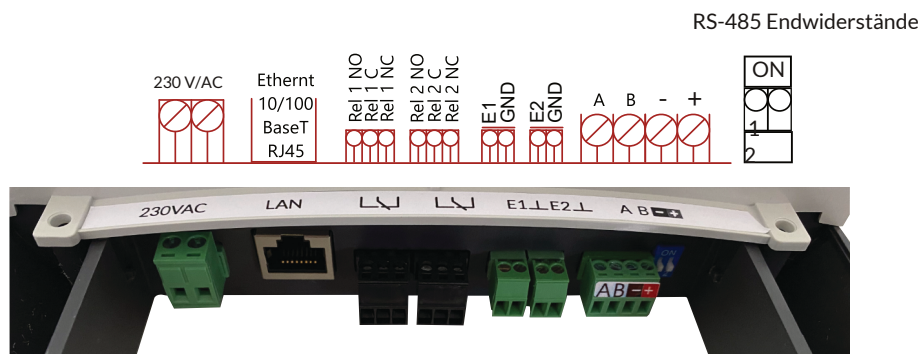 RS-485 Endwiderstände
230 V/AC
Ethernt
10/100
BaseT
RJ45
Rel 1 NO
Rel 1 C
Rel 1 NC
Rel 2 NO
Rel 2 C
Rel 2 NC
E1
GND
E2
GND
A B - +
ON
1
2
230VAC LAN E1 E2 A B - +
ON
A B - +